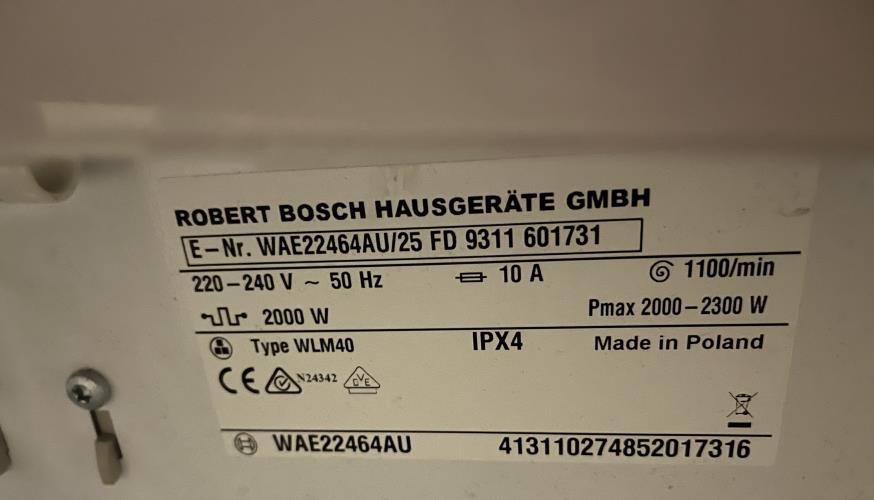 ROBERT BOSCH HAUSGERÄTE GMBH
E-Nr. WAE22464AU/25 FD 9311 601731
220-240 V ~ 50 Hz 10 A 1100/min
2000 W Pmax 2000-2300 W
Type WLM40 IPX4 Made in Poland
CE N24342 GVE
WAE22464AU 413110274852017316